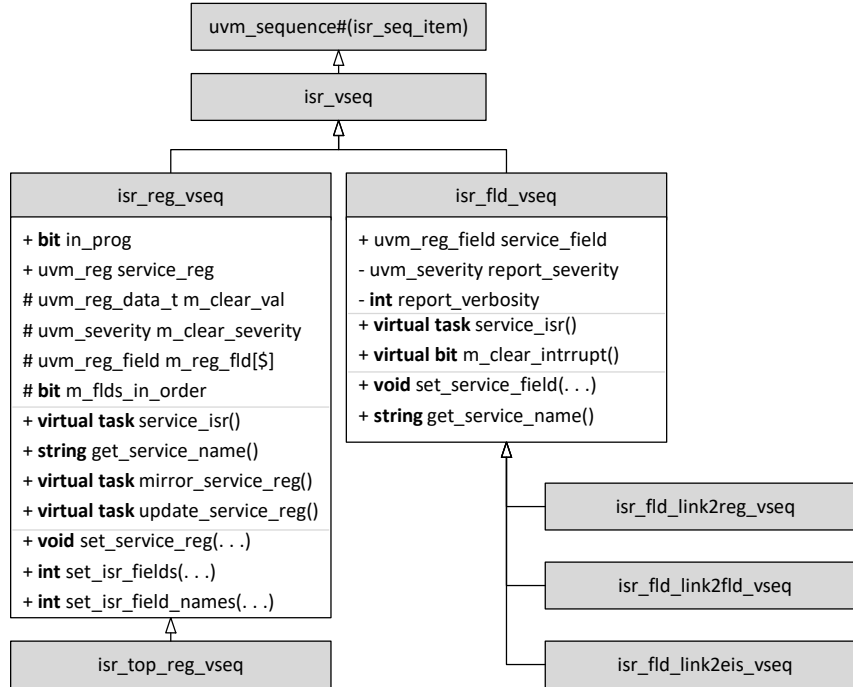 uvm_sequence#(isr_seq_item)
isr_vseq
isr_reg_vseq
+ bit in_prog
+ uvm_reg service_reg
# uvm_reg_data_t m_clear_val
# uvm_severity m_clear_severity
# uvm_reg_field m_reg_fld[$]
# bit m_flds_in_order
+ virtual task service_isr()
+ string get_service_name()
+ virtual task mirror_service_reg()
+ virtual task update_service_reg()
+ void set_service_reg(. . .)
+ int set_isr_fields(. . .)
+ int set_isr_field_names(. . .)
isr_top_reg_vseq
isr_fld_vseq
+ uvm_reg_field service_field
- uvm_severity report_severity
- int report_verbosity
+ virtual task service_isr()
+ virtual bit m_clear_intrrupt()
+ void set_service_field(. . .)
+ string get_service_name()
isr_fld_link2reg_vseq
isr_fld_link2fld_vseq
isr_fld_link2eis_vseq